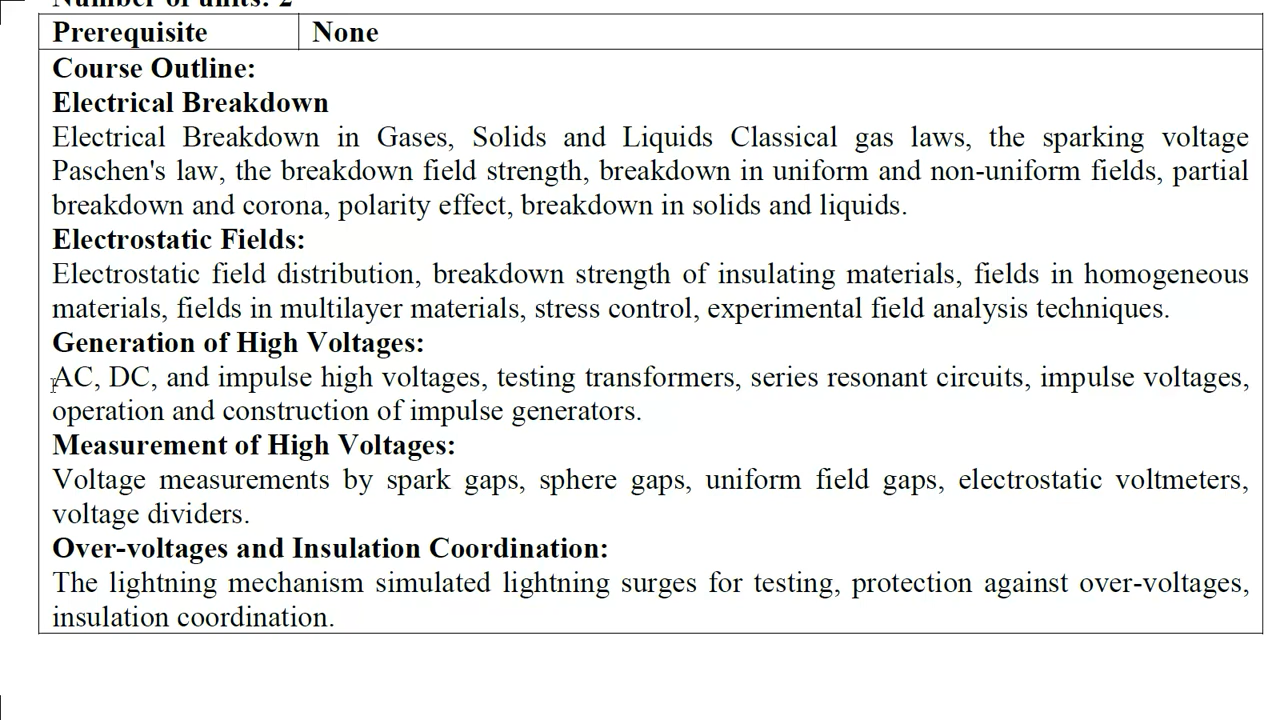 Number of units: 2
Prerequisite None
Course Outline:
Electrical Breakdown
Electrical Breakdown in Gases, Solids and Liquids Classical gas laws, the sparking voltage
Paschen's law, the breakdown field strength, breakdown in uniform and non-uniform fields, partial
breakdown and corona, polarity effect, breakdown in solids and liquids.
Electrostatic Fields:
Electrostatic field distribution, breakdown strength of insulating materials, fields in homogeneous
materials, fields in multilayer materials, stress control, experimental field analysis techniques.
Generation of High Voltages:
AC, DC, and impulse high voltages, testing transformers, series resonant circuits, impulse voltages,
operation and construction of impulse generators.
Measurement of High Voltages:
Voltage measurements by spark gaps, sphere gaps, uniform field gaps, electrostatic voltmeters,
voltage dividers.
Over-voltages and Insulation Coordination:
The lightning mechanism simulated lightning surges for testing, protection against over-voltages,
insulation coordination.